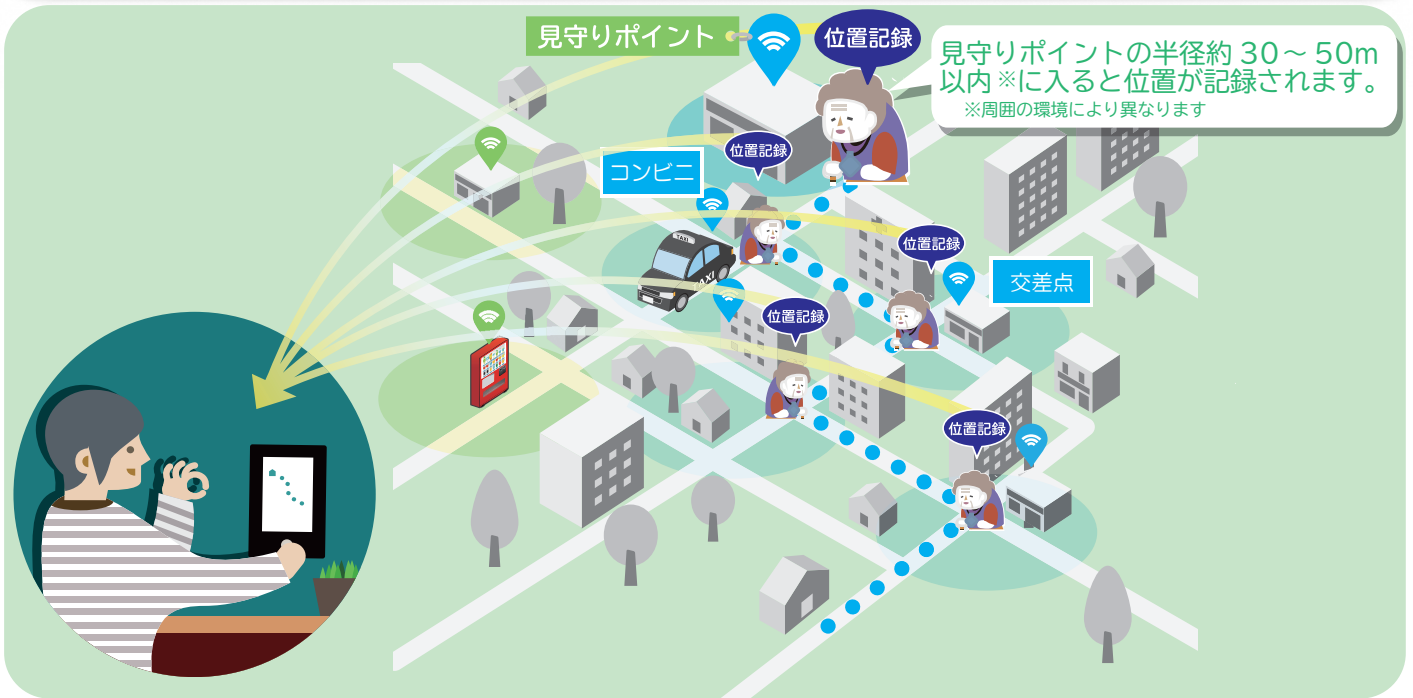 見守りポイント
位置記録
見守りポイントの半径約 30～ 50m
以内※に入ると位置が記録されます。
※周囲の環境により異なります
位置記録
コンビニ
TAXI
TAXI
位置記録
交差点
位置記録
位置記録